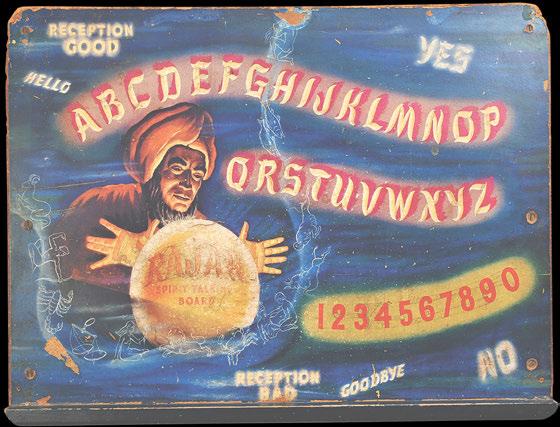 RECEPTION
GOOD
YES
HELLO
ABCDEFGHIJKLMNOP
QRSTUVWXYZ
RAJAH
SPIRIT TALKING
BOARD
1234567890
NO
RECEPTION
BAD
GOODBYE